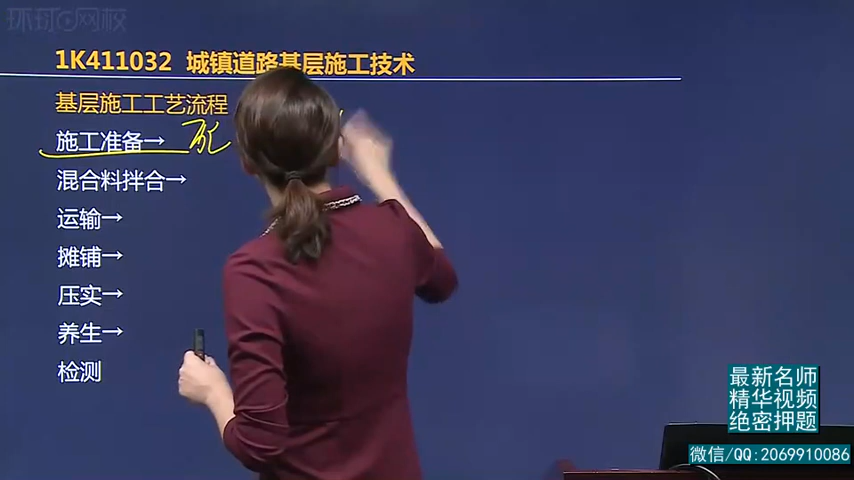 环球网校
1K411032 城镇道路基层施工技术
基层施工工艺流程
施工准备→
混合料拌合→
运输→
摊铺→
压实→
养生→
检测
最新名师
精华视频
绝密押题
微信/QQ:2069910086